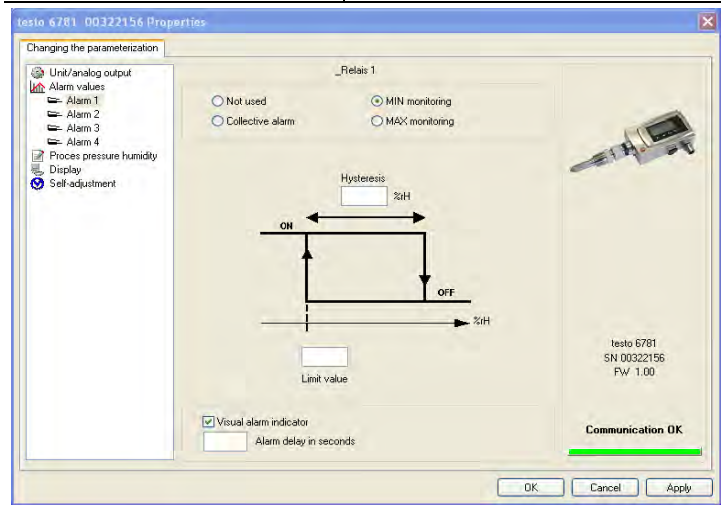 testo 6781 00322156 Properties
Changing the parameterization
Unit/analog output
Alarm values
Alarm 1
Alarm 2
Alarm 3
Alarm 4
Proces pressure humidity
Display
Self-adjustment
_Relais 1
Not used
MIN monitoring
Collective alarm
MAX monitoring
Hysteresis
%rH
ON
OFF
%rH
Limit value
Visual alarm indicator
Alarm delay in seconds
testo 6781
SN 00322156
FW 1.00
Communication OK
OK
Cancel
Apply